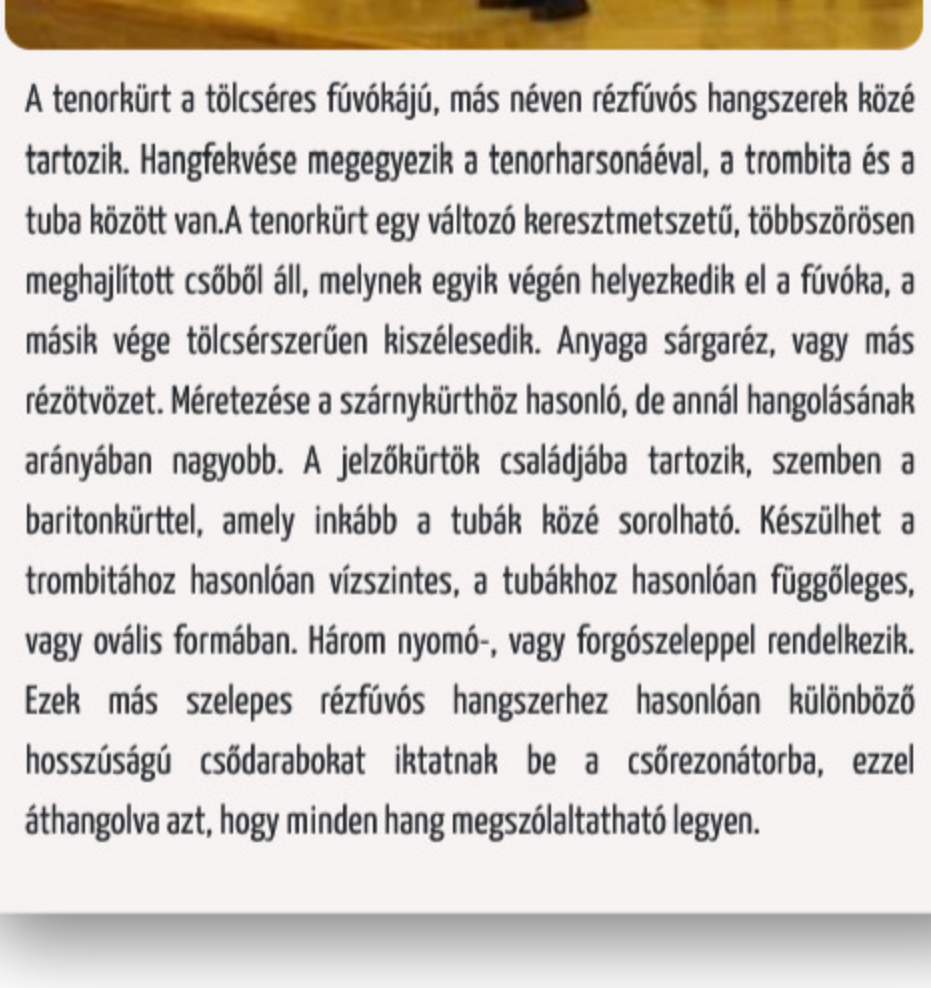 A tenorkürt a tölcséres fúvókájú, más néven rézfúvós hangszerek közé
tartozik. Hangfekvése megegyezik a tenorharsonáéval, a trombita és a
tuba között van.A tenorkürt egy változó keresztmetszetű, többszörösen
meghajlított csőből áll, melynek egyik végén helyezkedik el a fúvóka, a
másik vége tölcsérszerűen kiszélesedik. Anyaga sárgaréz, vagy más
rézötvözet. Méretezése a szárnykürthöz hasonló, de annál hangolásának
arányában nagyobb. A jelzőkürtök családjába tartozik, szemben a
baritonkürttel, amely inkább a tubák közé sorolható. Készülhet a
trombitához hasonlóan vízszintes, a tubákhoz hasonlóan függőleges,
vagy ovális formában. Három nyomó-, vagy forgószeleppel rendelkezik.
Ezek más szelepes rézfúvós hangszerhez hasonlóan különböző
hosszúságú csődarabokat iktatnak be a csőrezonátorba, ezzel
áthangolva azt, hogy minden hang megszólaltatható legyen.